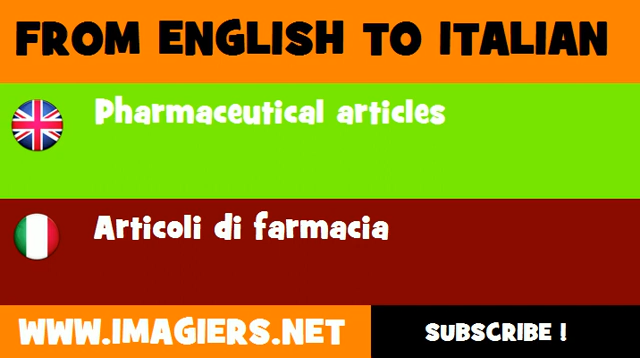 FROM ENGLISH TO ITALIAN
Pharmaceutical articles
Articoli di farmacia
WWW.IMAGIERS.NET
SUBSCRIBE !